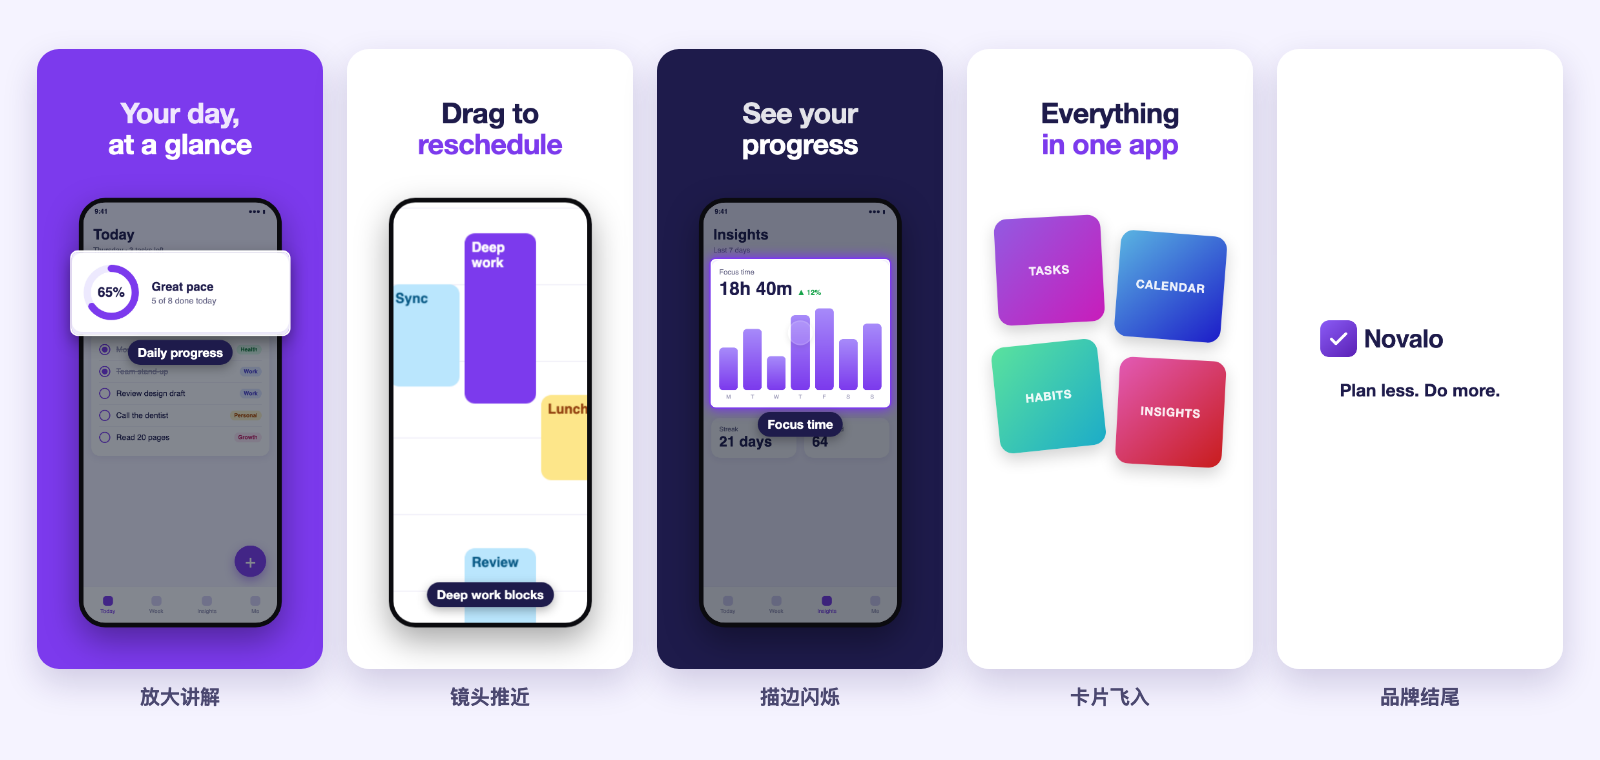 Your day,
at a glance
9:41
Today
65%
Great pace
5 of 8 done today
Daily progress
Health
Team stand-up
Work
Review design draft
Work
Call the dentist
Personal
Read 20 pages
Growth
+
Today
Week
Insights
Me
放大讲解
Drag to
reschedule
Deep
work
Sync
Lunch
Review
Deep work blocks
镜头推近
See your
progress
9:41
Insights
Last 7 days
Focus time
18h 40m ▲ 12%
M T W T F S S
Focus time
Streak
21 days
64
Today
Week
Insights
Me
描边闪烁
Everything
in one app
TASKS
CALENDAR
HABITS
INSIGHTS
卡片飞入
Novalo
Plan less. Do more.
品牌结尾